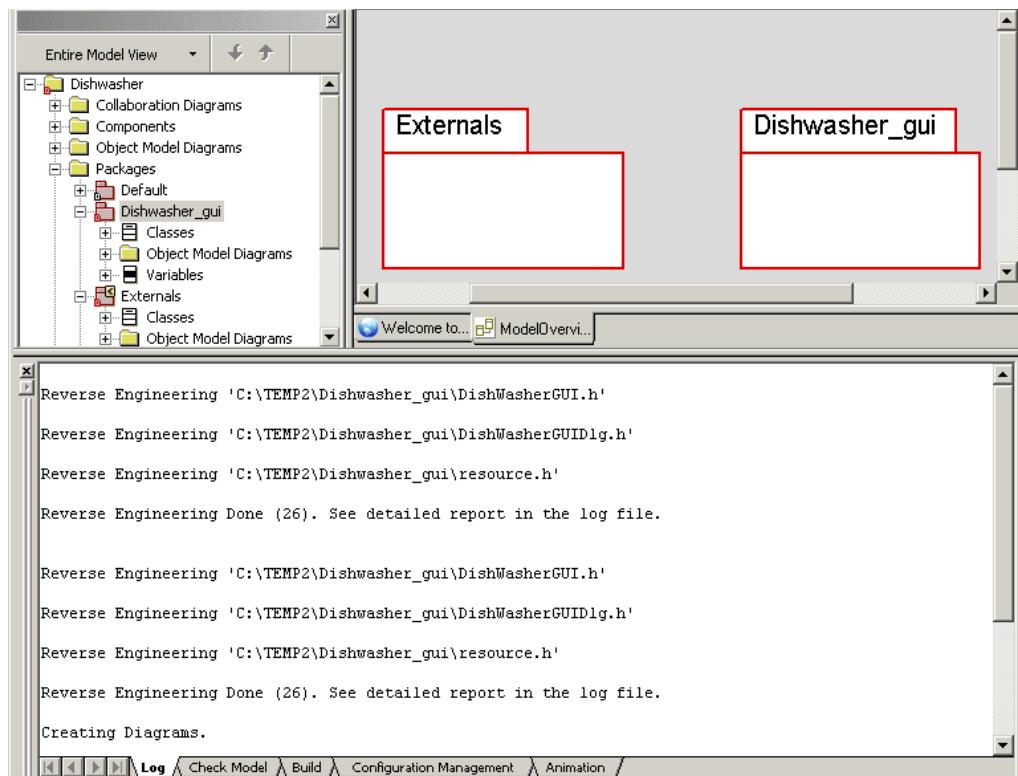 Entire Model View
Dishwasher
Collaboration Diagrams
Components
Object Model Diagrams
Packages
Default
Dishwasher_gui
Classes
Object Model Diagrams
Variables
Externals
Classes
Object Model Diagrams
Externals
Dishwasher_gui
Welcome to...
ModelOvervi...
Reverse Engineering 'C:\TEMP2\Dishwasher_gui\DishWasherGUI.h'
Reverse Engineering 'C:\TEMP2\Dishwasher_gui\DishWasherGUIDlg.h'
Reverse Engineering 'C:\TEMP2\Dishwasher_gui\resource.h'
Reverse Engineering Done (26). See detailed report in the log file.
Reverse Engineering 'C:\TEMP2\Dishwasher_gui\DishWasherGUI.h'
Reverse Engineering 'C:\TEMP2\Dishwasher_gui\DishWasherGUIDlg.h'
Reverse Engineering 'C:\TEMP2\Dishwasher_gui\resource.h'
Reverse Engineering Done (26). See detailed report in the log file.
Creating Diagrams.
Log Check Model Build Configuration Management Animation